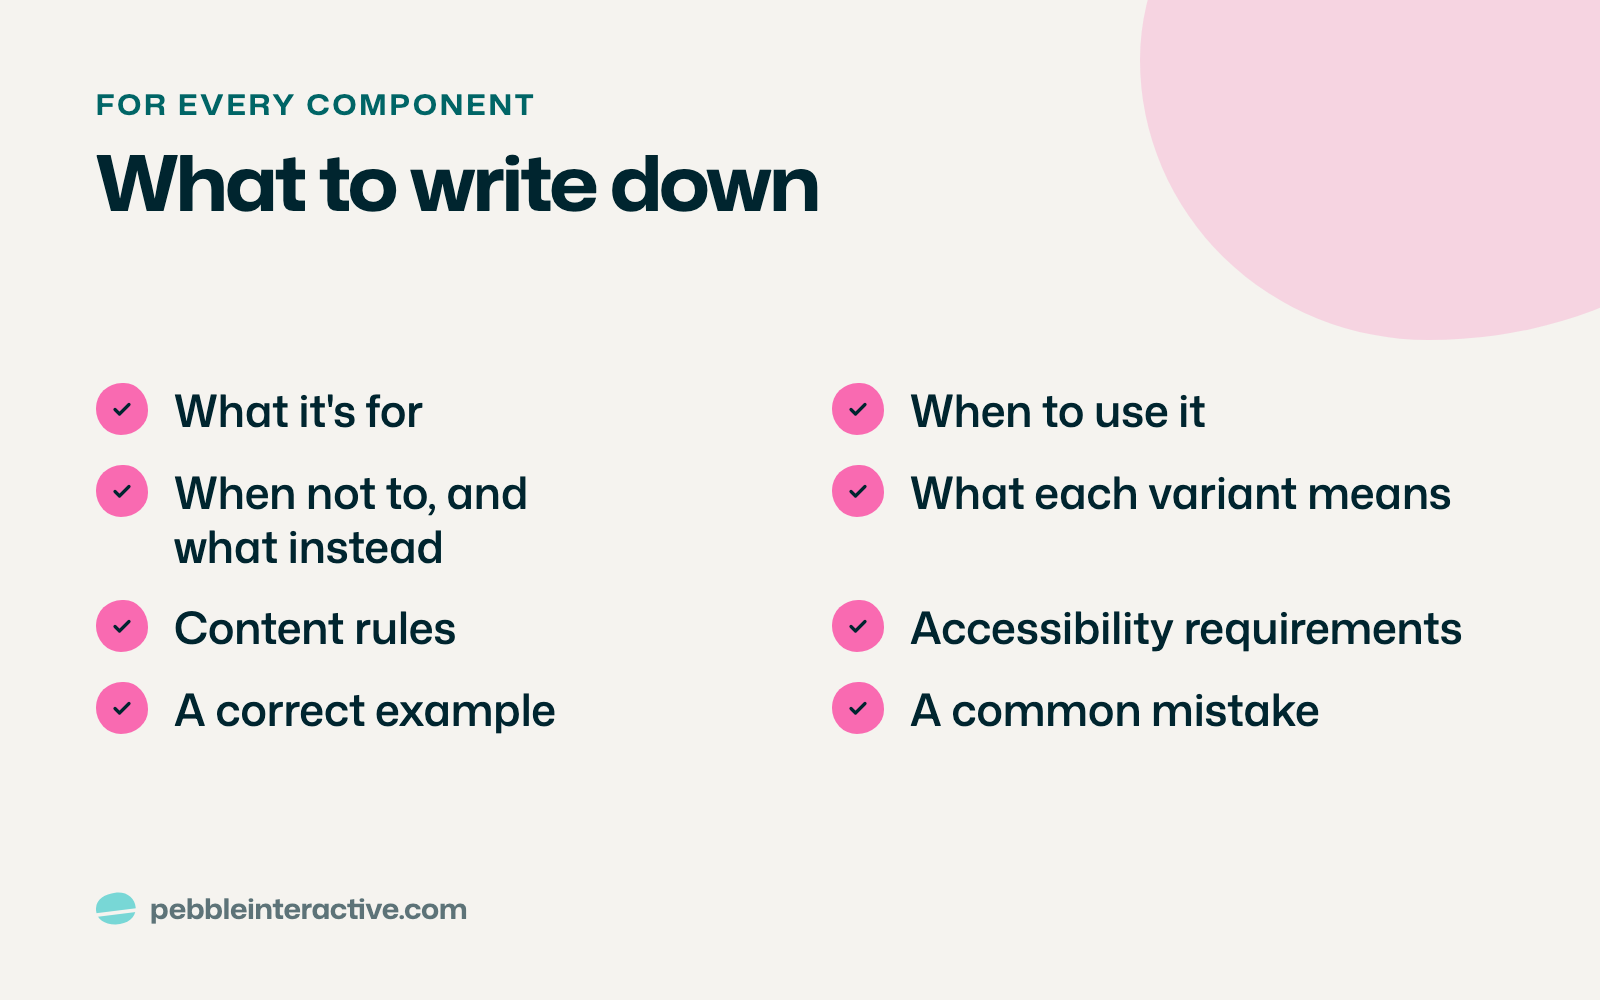 FOR EVERY COMPONENT
What to write down
What it's for
When to use it
When not to, and
what instead
What each variant means
Content rules
Accessibility requirements
A correct example
A common mistake
pebbleinteractive.com